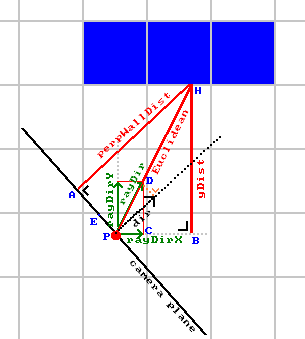 H
perpWallDist
Euclidean
yDist
rayDir
D
A
rayDirY
E
dir
P
C
B
rayDirX
camera plane